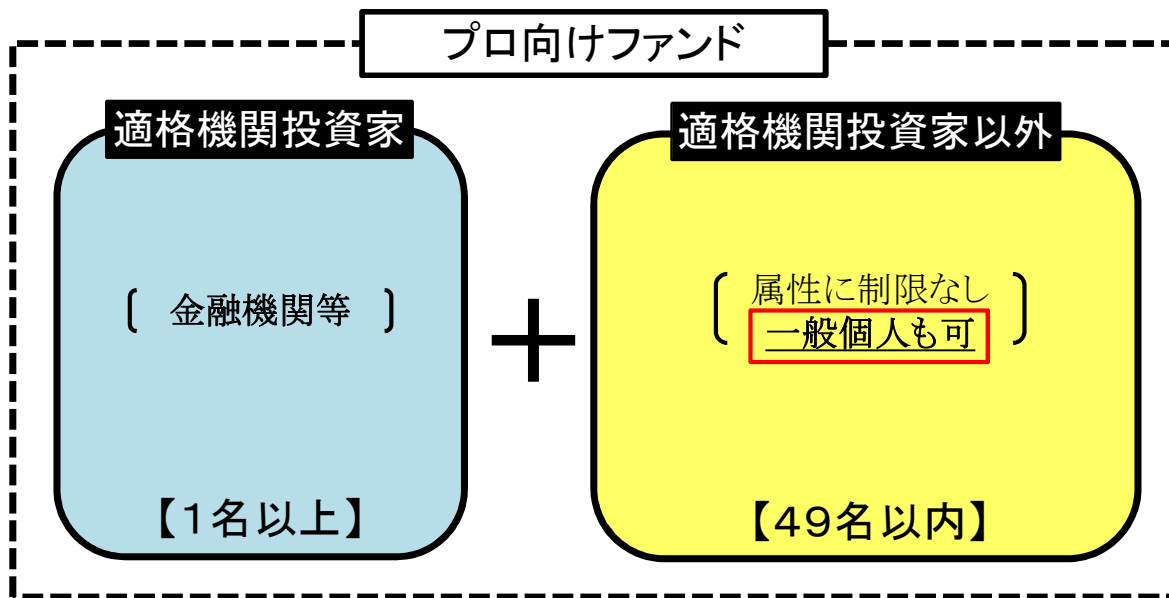 プロ向けファンド
適格機関投資家
〔 金融機関等 〕
【1名以上】
+
適格機関投資家以外
〔 属性に制限なし
一般個人も可 〕
【49名以内】